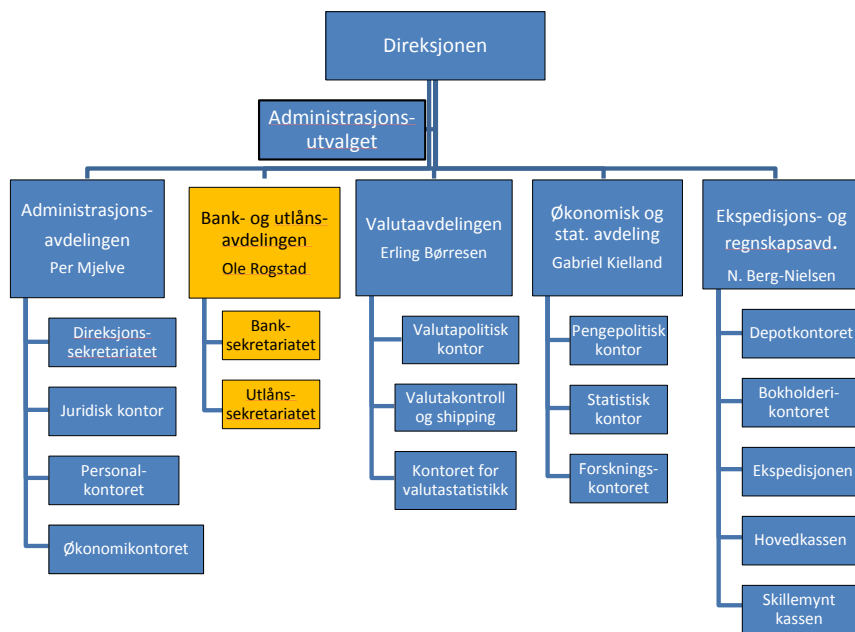 Direksjonen
Administrasjons-
utvalget
Administrasjons-
avdelingen
Per Mjelve
Bank- og utlåns-
avdelingen
Ole Rogstad
Valutaavdelingen
Erling Børresen
Økonomisk og
stat. avdeling
Gabriel Kielland
Ekspedisjons- og
regnskapsavd.
N. Berg-Nielsen
Direksjons-
sekretariatet
Juridisk kontor
Personal-
kontoret
Økonomikontoret
Bank-
sekretariatet
Utlåns-
sekretariatet
Valutapolitisk
kontor
Valutakontroll
og shipping
Kontoret for
valutastatistikk
Pengepolitisk
kontor
Statistisk
kontor
Forsknings-
kontoret
Depotkontoret
Bokholderi-
kontoret
Ekspedisjonen
Hovedkassen
Skillemynt
kassen